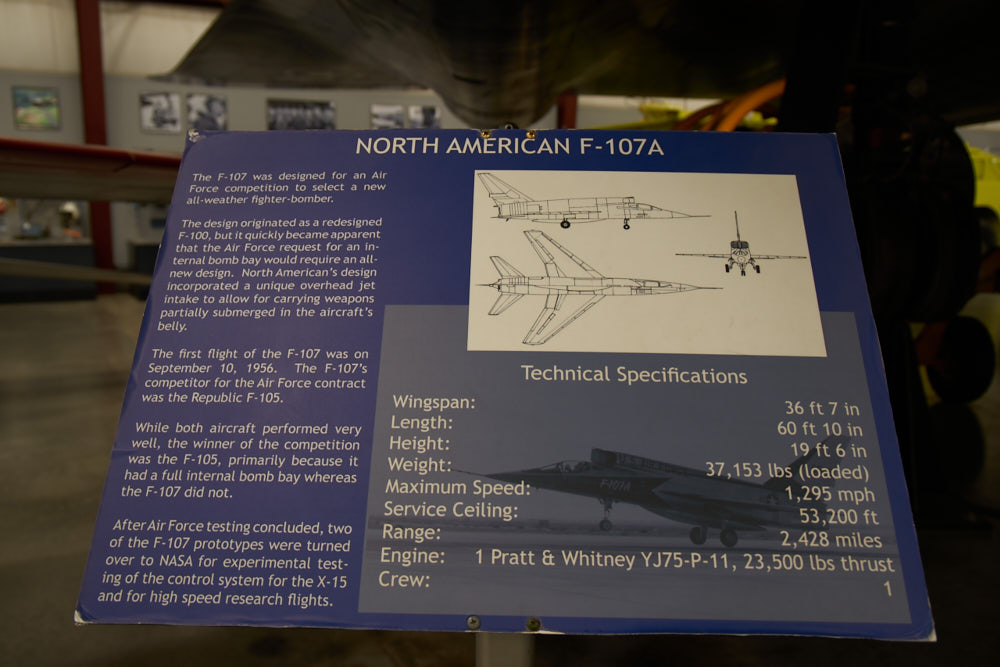 NORTH AMERICAN F-107A
The F-107 was designed for an Air
Force competition to select a new
all-weather fighter-bomber.
The design originated as a redesigned
F-100, but it quickly became apparent
that the Air Force request for an in-
ternal bomb bay would require an all-
new design. North American's design
incorporated a unique overhead jet
intake to allow for carrying weapons
partially submerged in the aircraft's
belly.
The first flight of the F-107 was on
September 10, 1956. The F-107's
competitor for the Air Force contract
was the Republic F-105.
While both aircraft performed very
well, the winner of the competition
was the F-105, primarily because it
had a full internal bomb bay whereas
the F-107 did not.
After Air Force testing concluded, two
of the F-107 prototypes were turned
over to NASA for experimental test-
ing of the control system for the X-15
and for high speed research flights.
Technical Specifications
Wingspan: 36 ft 7 in
Length: 60 ft 10 in
Height: 19 ft 6 in
Weight: 37,153 lbs (loaded)
Maximum Speed: 1,295 mph
Service Ceiling: 53,200 ft
Range: 2,428 miles
Engine: 1 Pratt & Whitney YJ75-P-11, 23,500 lbs thrust
Crew: 1
F-107A